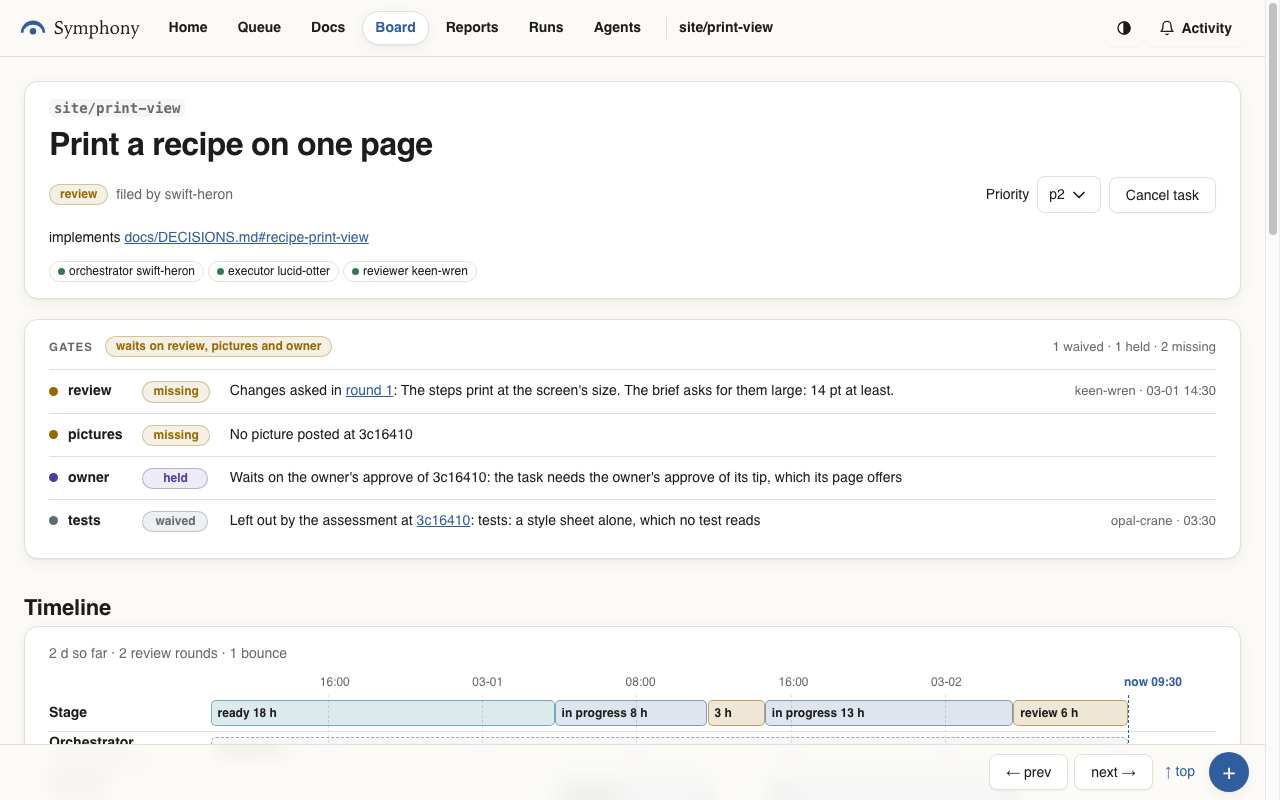 Symphony Home Queue Docs Board Reports Runs Agents site/print-view Activity
site/print-view
Print a recipe on one page
review filed by swift-heron Priority p2 Cancel task
implements docs/DECISIONS.md#recipe-print-view
orchestrator swift-heron executor lucid-otter reviewer keen-wren
GATES waits on review, pictures and owner 1 waived · 1 held · 2 missing
review missing Changes asked in round 1: The steps print at the screen's size. The brief asks for them large: 14 pt at least. keen-wren · 03-01 14:30
pictures missing No picture posted at 3c16410
owner held Waits on the owner's approve of 3c16410: the task needs the owner's approve of its tip, which its page offers
tests waived Left out by the assessment at 3c16410: tests: a style sheet alone, which no test reads opal-crane · 03:30
Timeline
2 d so far · 2 review rounds · 1 bounce
16:00 03-01 08:00 16:00 03-02 now 09:30
Stage ready 18 h in progress 8 h 3 h in progress 13 h review 6 h
Orchestrator
← prev next → ↑ top +